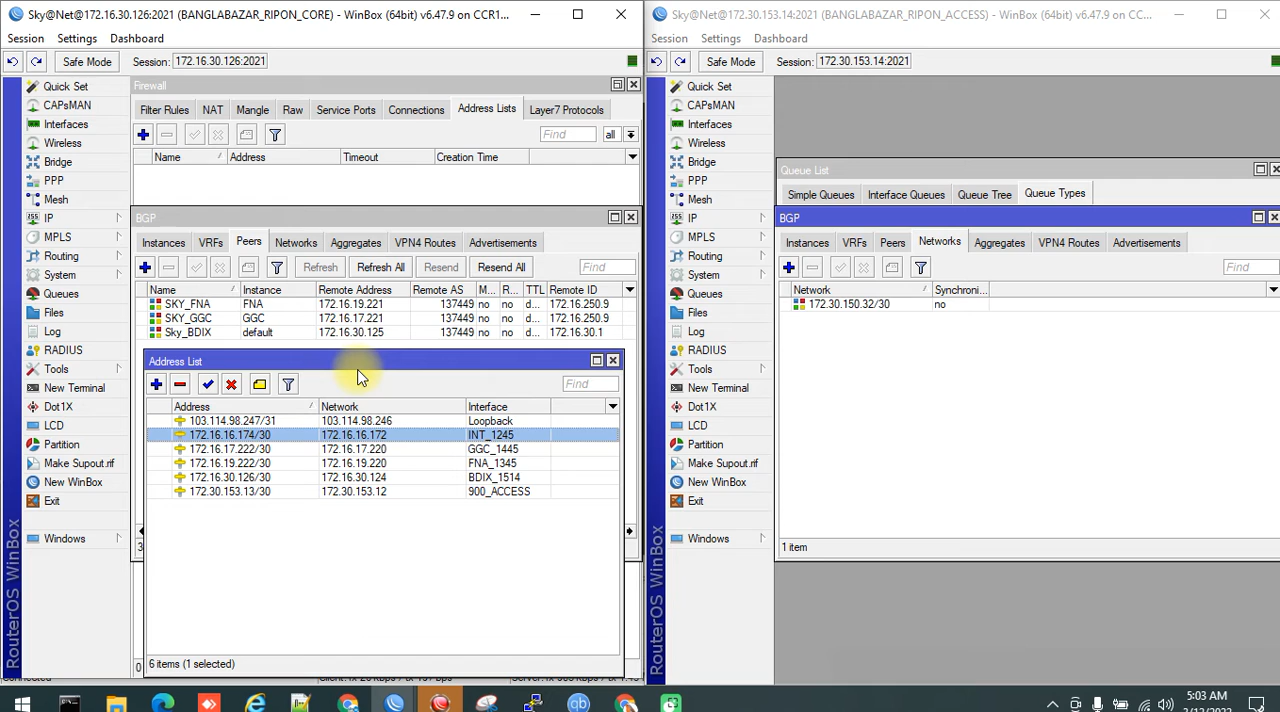 Sky@Net@172.16.30.126:2021 (BANGLABAZAR_RIPON_CORE) - WinBox (64bit) v6.47.9 on CCR1...
Session Settings Dashboard
Safe Mode Session: 172.16.30.126:2021
Quick Set
CAPsMAN
Interfaces
Wireless
Bridge
PPP
Mesh
IP
MPLS
Routing
System
Queues
Files
Log
RADIUS
Tools
New Terminal
Dot1X
LCD
Partition
Make Supout.rif
New WinBox
Exit
Windows
RouterOS WinBox
Firewall
Filter Rules NAT Mangle Raw Service Ports Connections Address Lists Layer7 Protocols
Find all
Name Address Timeout Creation Time
BGP
Instances VRFs Peers Networks Aggregates VPN4 Routes Advertisements
Refresh Refresh All Resend Resend All Find
Name Instance Remote Address Remote AS M... R... TTL Remote ID
SKY_FNA FNA 172.16.19.221 137449 no no d... 172.16.250.9
SKY_GGC GGC 172.16.17.221 137449 no no d... 172.16.250.9
Sky_BDIX default 172.16.30.125 137449 no no d... 172.16.30.1
Address List
Find
Address Network Interface
103.114.98.247/31 103.114.98.246 Loopback
172.16.16.174/30 172.16.16.172 INT_1245
172.16.17.222/30 172.16.17.220 GGC_1445
172.16.19.222/30 172.16.19.220 FNA_1345
172.16.30.126/30 172.16.30.124 BDIX_1514
172.30.153.13/30 172.30.153.12 900_ACCESS
6 items (1 selected)
Sky@Net@172.30.153.14:2021 (BANGLABAZAR_RIPON_ACCESS) - WinBox (64bit) v6.47.9 on CC...
Session Settings Dashboard
Safe Mode Session: 172.30.153.14:2021
Quick Set
CAPsMAN
Interfaces
Wireless
Bridge
PPP
Mesh
IP
MPLS
Routing
System
Queues
Files
Log
RADIUS
Tools
New Terminal
Dot1X
LCD
Partition
Make Supout.rif
New WinBox
Exit
Windows
RouterOS WinBox
Queue List
Simple Queues Interface Queues Queue Tree Queue Types
BGP
Instances VRFs Peers Networks Aggregates VPN4 Routes Advertisements
Find
Network Synchroni...
172.30.150.32/30 no
1 item
5:03 AM